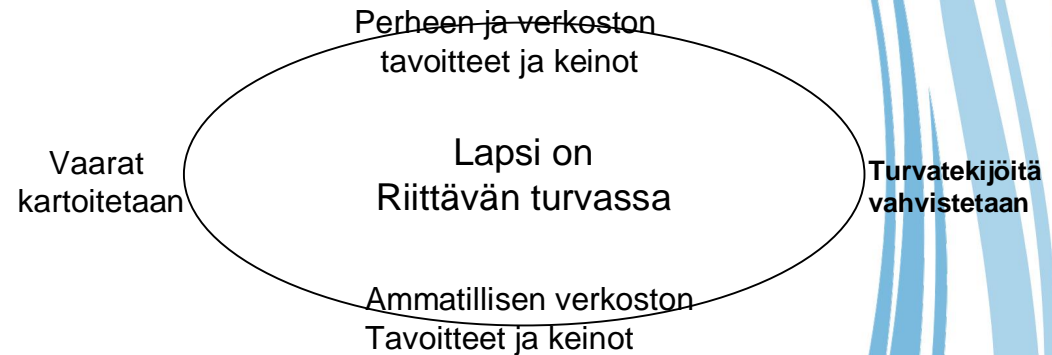 Perheen ja verkoston
tavoitteet ja keinot
Vaarat
kartoitetaan
Lapsi on
Riittävän turvassa
Turvatekijöitä
vahvistetaan
Ammatillisen verkoston
Tavoitteet ja keinot